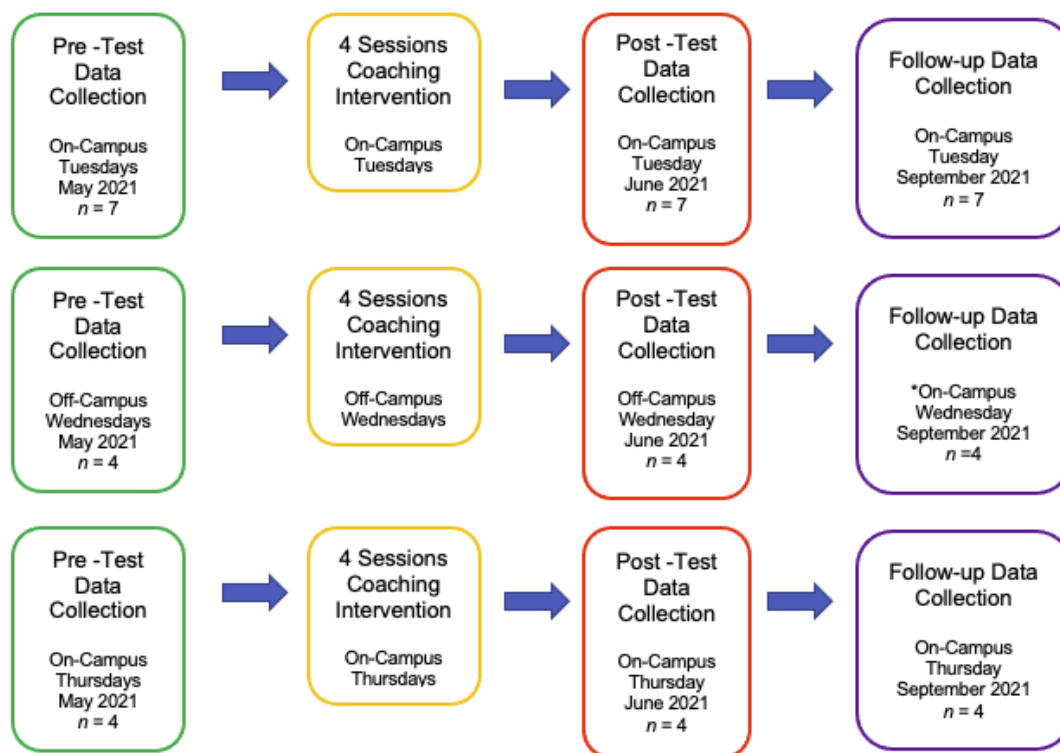 Pre -Test
Data
Collection
On-Campus
Tuesdays
May 2021
n = 7
4 Sessions
Coaching
Intervention
On-Campus
Tuesdays
Post -Test
Data
Collection
On-Campus
Tuesday
June 2021
n = 7
Follow-up Data
Collection
On-Campus
Tuesday
September 2021
n = 7
Pre -Test
Data
Collection
Off-Campus
Wednesdays
May 2021
n = 4
4 Sessions
Coaching
Intervention
Off-Campus
Wednesdays
Post -Test
Data
Collection
Off-Campus
Wednesday
June 2021
n = 4
Follow-up Data
Collection
*On-Campus
Wednesday
September 2021
n =4
Pre -Test
Data
Collection
On-Campus
Thursdays
May 2021
n = 4
4 Sessions
Coaching
Intervention
On-Campus
Thursdays
Post -Test
Data
Collection
On-Campus
Thursday
June 2021
n = 4
Follow-up Data
Collection
On-Campus
Thursday
September 2021
n = 4